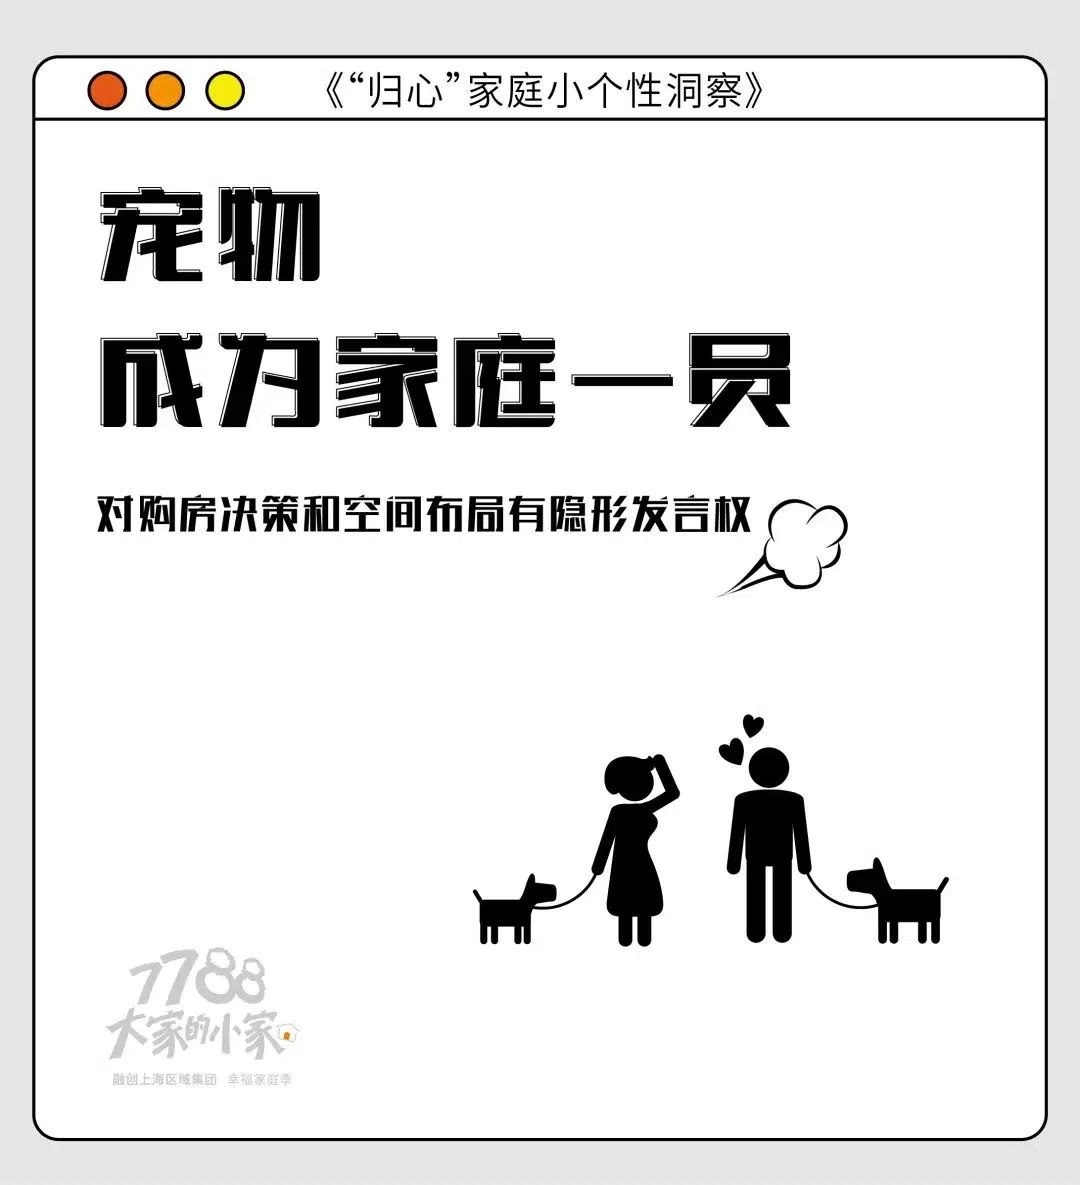 《“归心”家庭小个性洞察》
宠物
成为家庭一员
对购房决策和空间布局有隐形发言权
7788
大家的小家
融创上海区域集团 幸福家庭季